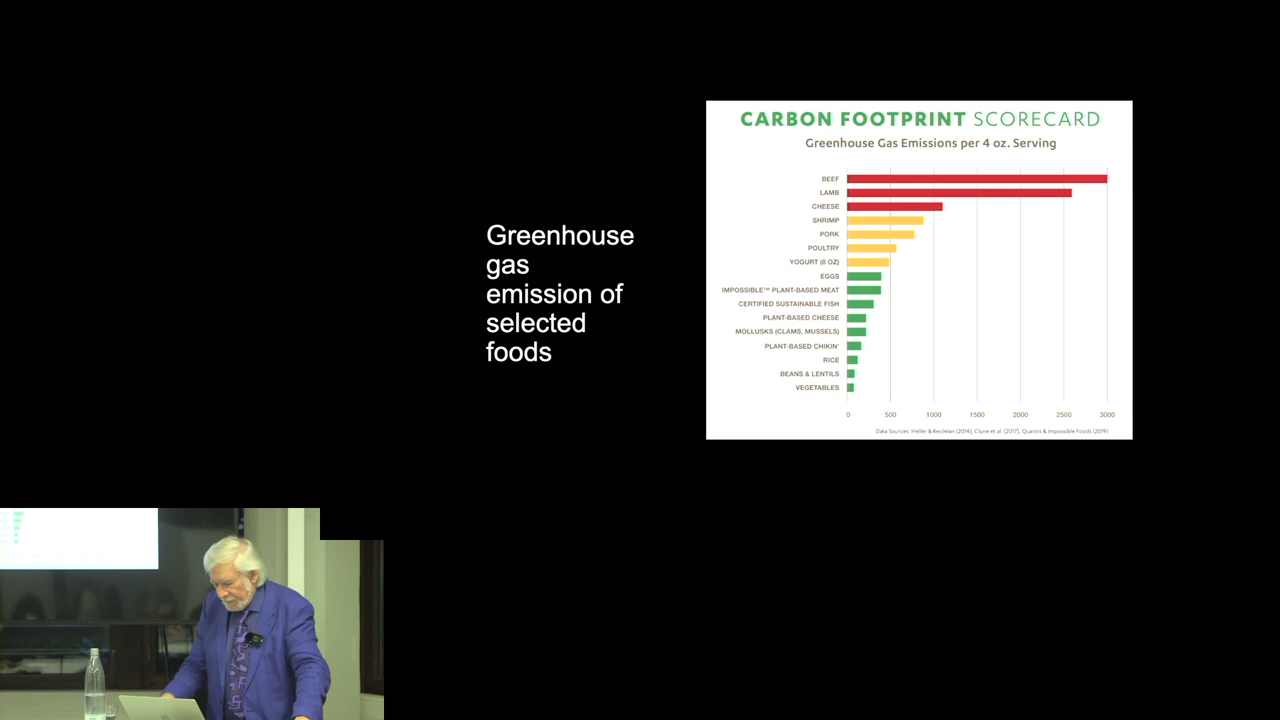 Greenhouse
gas
emission of
selected
foods
CARBON FOOTPRINT SCORECARD
Greenhouse Gas Emissions per 4 oz. Serving
BEEF
LAMB
CHEESE
SHRIMP
PORK
POULTRY
YOGURT (8 OZ)
EGGS
IMPOSSIBLE™ PLANT-BASED MEAT
CERTIFIED SUSTAINABLE FISH
PLANT-BASED CHEESE
MOLLUSKS (CLAMS, MUSSELS)
PLANT-BASED CHIKIN'
RICE
BEANS & LENTILS
VEGETABLES
0 500 1000 1500 2000 2500 3000
Data Sources: Heller & Keoleian (2014), Clune et al. (2017), Quantis & Impossible Foods (2019)